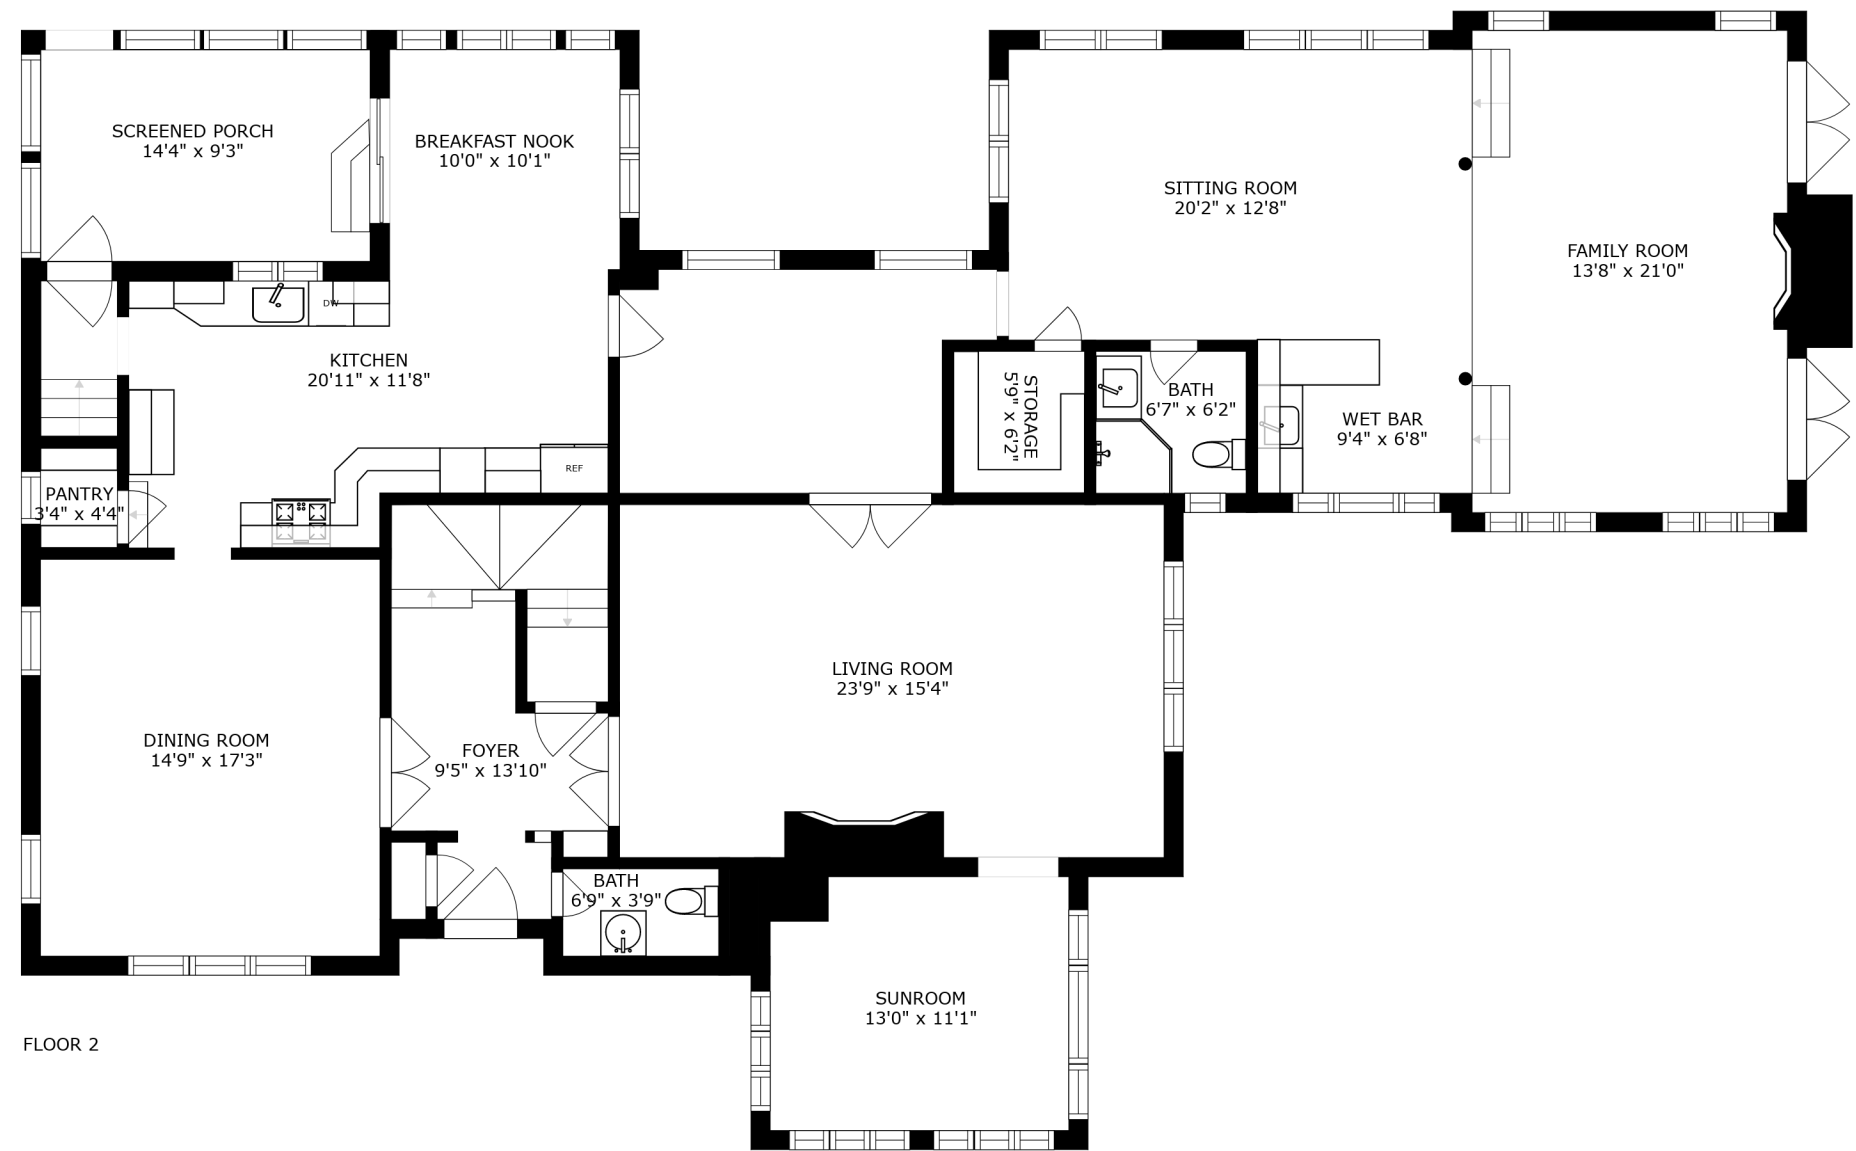 SCREENED PORCH
14'4" x 9'3"
BREAKFAST NOOK
10'0" x 10'1"
SITTING ROOM
20'2" x 12'8"
FAMILY ROOM
13'8" x 21'0"
DW
KITCHEN
20'11" x 11'8"
STORAGE
5'9" x 6'2"
BATH
6'7" x 6'2"
WET BAR
9'4" x 6'8"
REF
PANTRY
3'4" x 4'4"
LIVING ROOM
23'9" x 15'4"
DINING ROOM
14'9" x 17'3"
FOYER
9'5" x 13'10"
BATH
6'9" x 3'9"
SUNROOM
13'0" x 11'1"
FLOOR 2